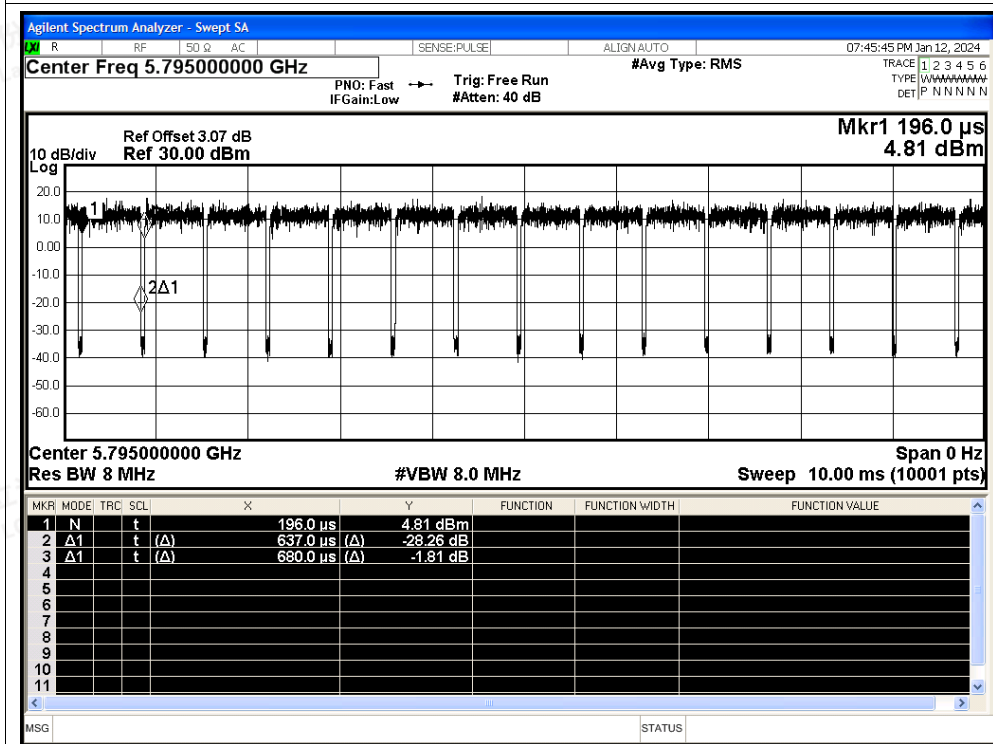 Agilent Spectrum Analyzer - Swept SA
LXI R RF 50 Ω AC SENSE:PULSE ALIGN AUTO 07:45:45 PM Jan 12, 2024
Center Freq 5.795000000 GHz #Avg Type: RMS TRACE 1 2 3 4 5 6
PNO: Fast Trig: Free Run TYPE WWWWWW
IFGain:Low #Atten: 40 dB DET P N N N N N
Mkr1 196.0 µs
Ref Offset 3.07 dB
10 dB/div Ref 30.00 dBm 4.81 dBm
Log
20.0
1
10.0
0.00
-10.0
2Δ1
-20.0
-30.0
-40.0
-50.0
-60.0
Center 5.795000000 GHz Span 0 Hz
Res BW 8 MHz #VBW 8.0 MHz Sweep 10.00 ms (10001 pts)
MKR MODE TRC SCL X Y FUNCTION FUNCTION WIDTH FUNCTION VALUE
1 N t 196.0 µs 4.81 dBm
2 Δ1 t (Δ) 637.0 µs (Δ) -28.26 dB
3 Δ1 t (Δ) 680.0 µs (Δ) -1.81 dB
4
5
6
7
8
9
10
11
MSG STATUS